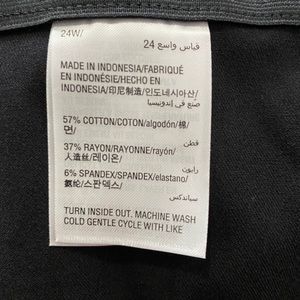 24W/ قياس واسع 24
MADE IN INDONESIA/FABRIQUÉ
EN INDONÉSIE/HECHO EN
INDONESIA/印尼制造/인도네시아산/
صنع في إندونيسيا
57% COTTON/COTON/algodón/棉/
면/ قطن
37% RAYON/RAYONNE/rayón/
人造丝/레이온/ رايون
6% SPANDEX/SPANDEX/elastano/
氨纶/스판덱스/ سباندكس
TURN INSIDE OUT. MACHINE WASH
COLD GENTLE CYCLE WITH LIKE